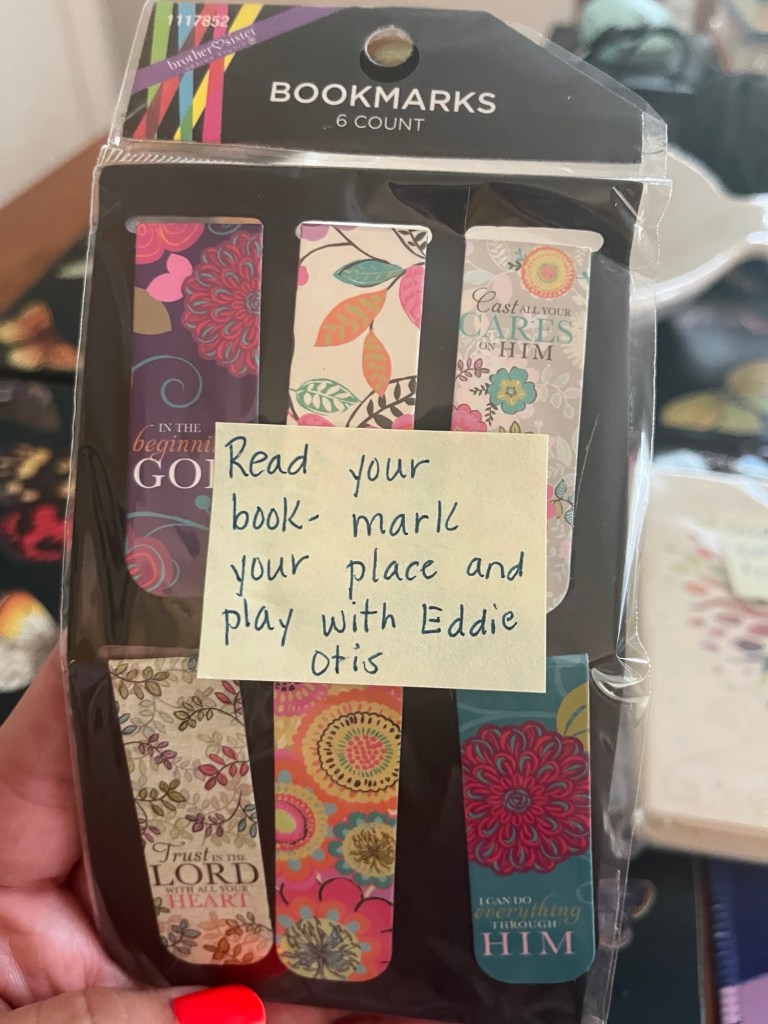 1117852
brother♡sister
BOOKMARKS
6 COUNT
IN THE
GO
Cast ALL YOUR
CARES
ON HIM
Read your
book- mark
your place and
play with Eddie
Otis
Trust IN THE
LORD
WITH ALL YOUR
HEART
I CAN DO
everything
THROUGH
HIM